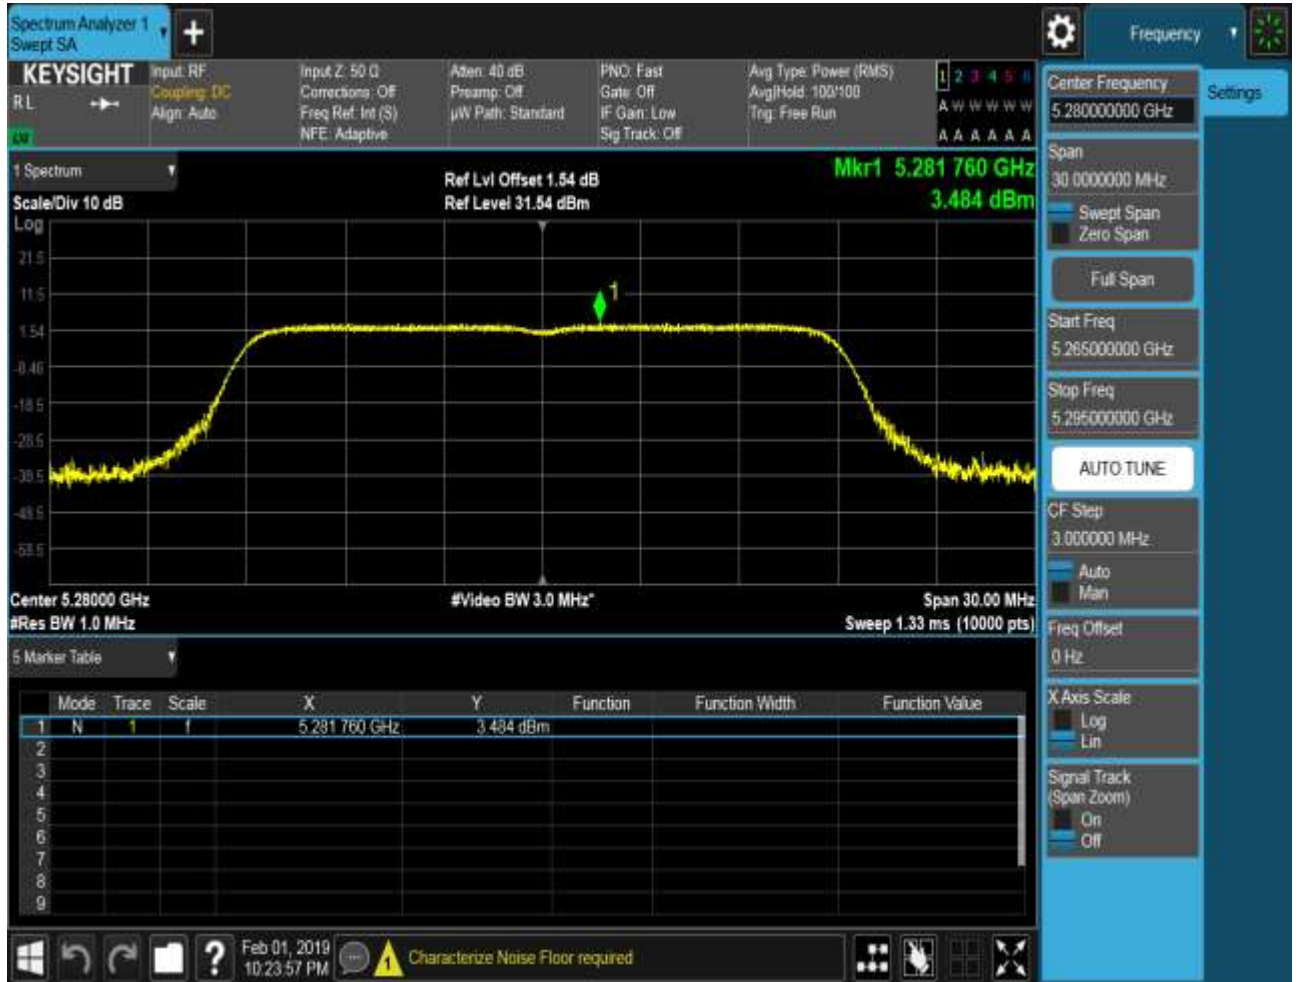 Spectrum Analyzer 1
Swept SA
+
Frequency
KEYSIGHT
RL
Input: RF
Coupling: DC
Align: Auto
Input Z: 50 Ω
Corrections: Off
Freq Ref: Int (S)
NFE: Adaptive
Atten: 40 dB
Preamp: Off
µW Path: Standard
PNO: Fast
Gate: Off
IF Gain: Low
Sig Track: Off
Avg Type: Power (RMS)
Avg|Hold: 100/100
Trig: Free Run
1 2 3 4 5 6
A W W W W W
A A A A A A
1 Spectrum
Scale/Div 10 dB
Ref Lvl Offset 1.54 dB
Ref Level 31.54 dBm
Mkr1 5.281 760 GHz
3.484 dBm
Log
21.5
11.5
1.54
-8.46
-18.5
-28.5
-38.5
-48.5
-58.5
1
Center 5.28000 GHz
#Res BW 1.0 MHz
#Video BW 3.0 MHz*
Span 30.00 MHz
Sweep 1.33 ms (10000 pts)
5 Marker Table
Mode Trace Scale X Y Function Function Width Function Value
1 N 1 f 5.281 760 GHz 3.484 dBm
2
3
4
5
6
7
8
9
Feb 01, 2019
10:23:57 PM
?
1
Characterize Noise Floor required
Settings
Center Frequency
5.280000000 GHz
Span
30.0000000 MHz
Swept Span
Zero Span
Full Span
Start Freq
5.265000000 GHz
Stop Freq
5.295000000 GHz
AUTO TUNE
CF Step
3.000000 MHz
Auto
Man
Freq Offset
0 Hz
X Axis Scale
Log
Lin
Signal Track
(Span Zoom)
On
Off